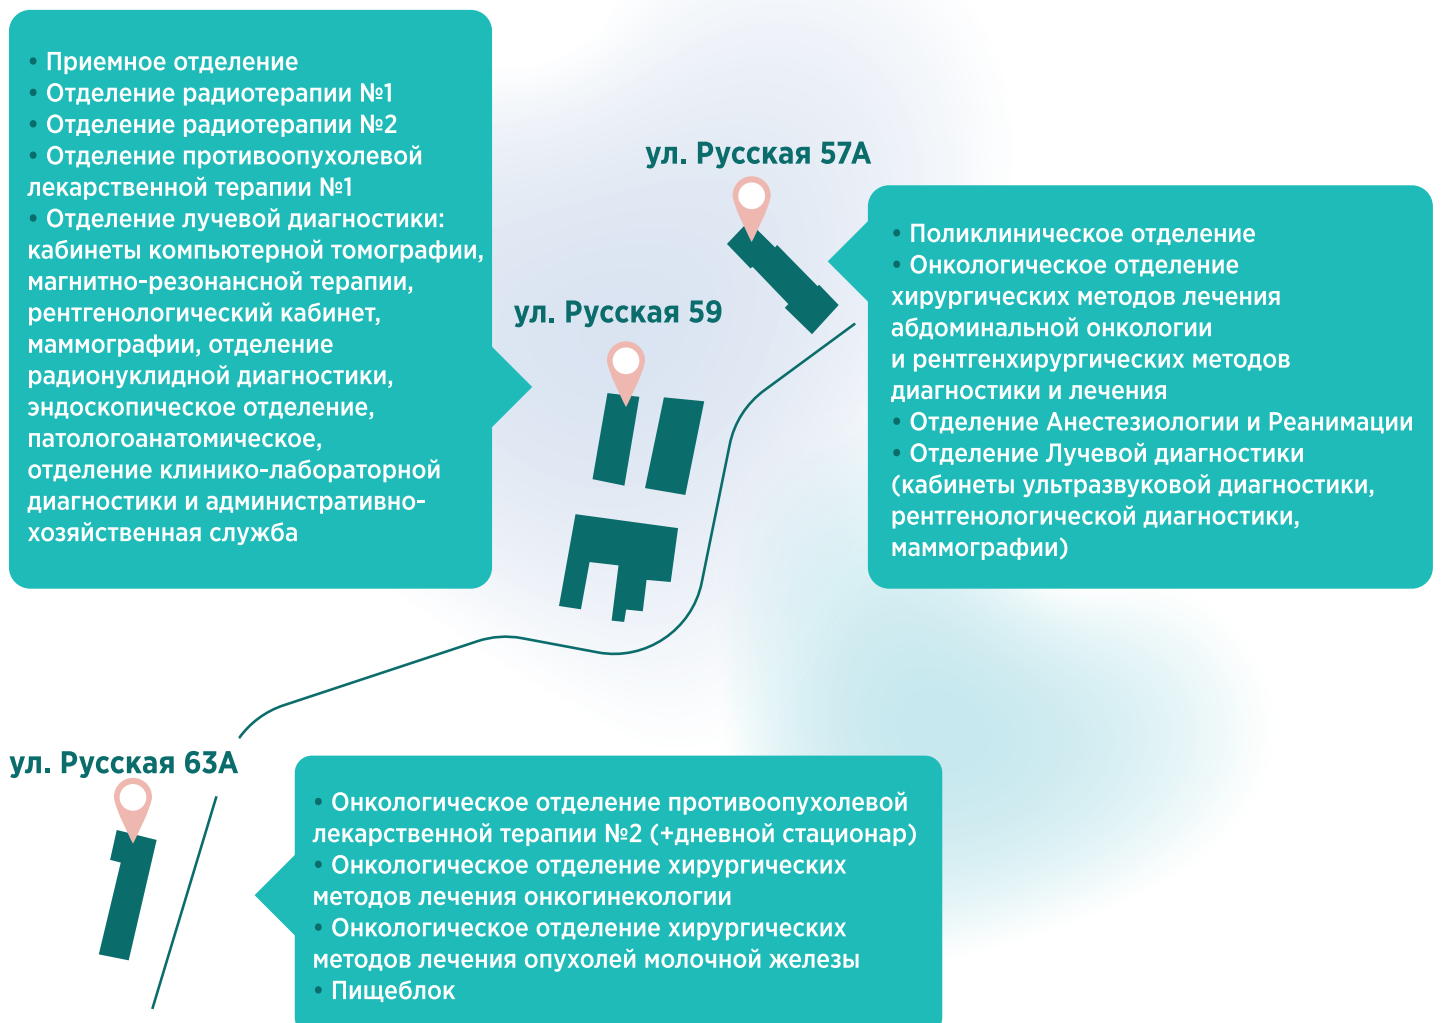 • Приемное отделение
• Отделение радиотерапии №1
• Отделение радиотерапии №2
• Отделение противоопухолевой
лекарственной терапии №1
• Отделение лучевой диагностики:
кабинеты компьютерной томографии,
магнитно-резонансной терапии,
рентгенологический кабинет,
маммографии, отделение
радионуклидной диагностики,
эндоскопическое отделение,
патологоанатомическое,
отделение клинико-лабораторной
диагностики и административно-
хозяйственная служба
ул. Русская 57А
ул. Русская 59
• Поликлиническое отделение
• Онкологическое отделение
хирургических методов лечения
абдоминальной онкологии
и рентгенхирургических методов
диагностики и лечения
• Отделение Анестезиологии и Реанимации
• Отделение Лучевой диагностики
(кабинеты ультразвуковой диагностики,
рентгенологической диагностики,
маммографии)
ул. Русская 63А
• Онкологическое отделение противоопухолевой
лекарственной терапии №2 (+дневной стационар)
• Онкологическое отделение хирургических
методов лечения онкогинекологии
• Онкологическое отделение хирургических
методов лечения опухолей молочной железы
• Пищеблок